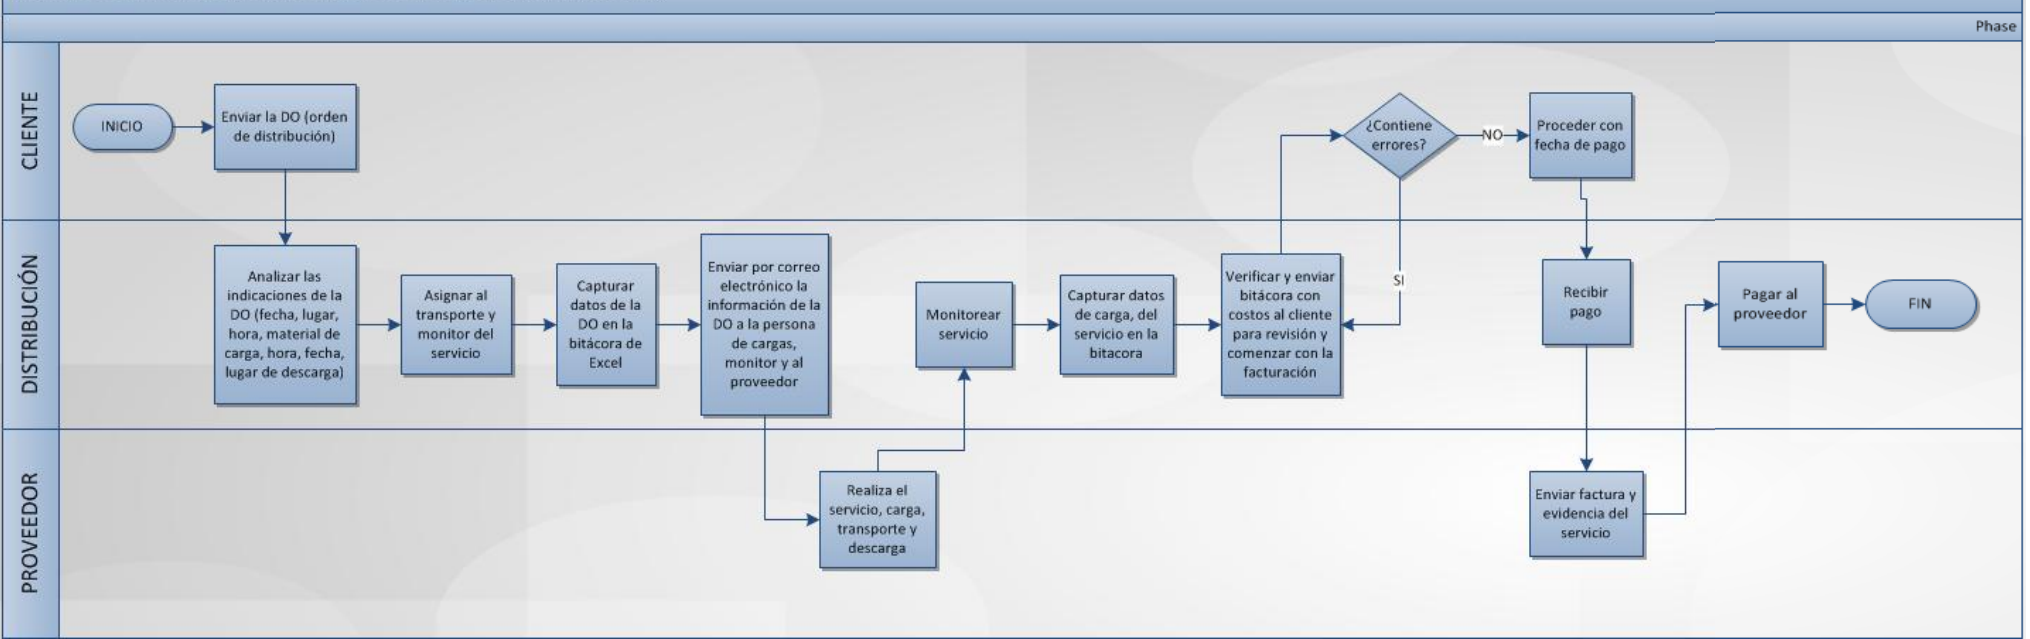 Phase
CLIENTE
INICIO
Enviar la DO (orden
de distribución)
¿Contiene
errores?
NO
Proceder con
fecha de pago
SI
DISTRIBUCIÓN
Analizar las
indicaciones de la
DO (fecha, lugar,
hora, material de
carga, hora, fecha,
lugar de descarga)
Asignar al
transporte y
monitor del
servicio
Capturar
datos de la
DO en la
bitácora de
Excel
Enviar por correo
electrónico la
información de la
DO a la persona
de cargas,
monitor y al
proveedor
Monitorear
servicio
Capturar datos
de carga, del
servicio en la
bitacora
Verificar y enviar
bitácora con
costos al cliente
para revisión y
comenzar con la
facturación
Recibir
pago
Pagar al
proveedor
FIN
PROVEEDOR
Realiza el
servicio, carga,
transporte y
descarga
Enviar factura y
evidencia del
servicio